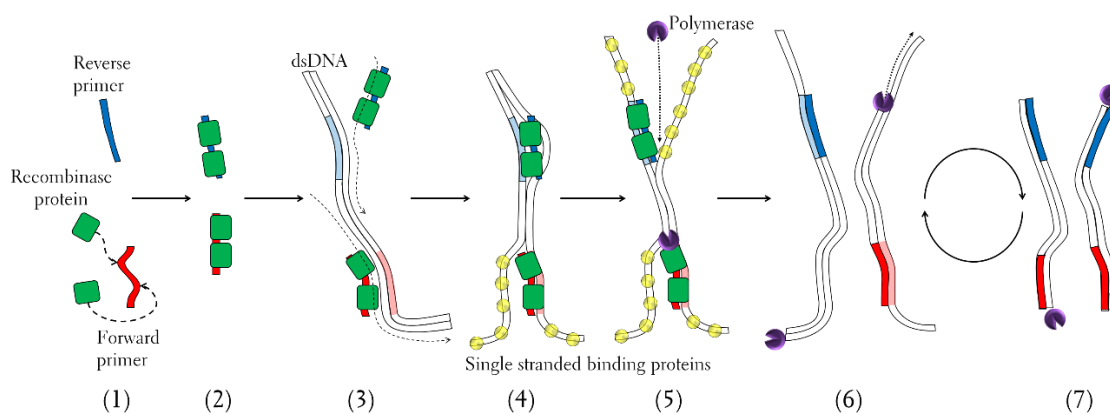 Polymerase
dsDNA
Reverse
primer
Recombinase
protein
Forward
primer
Single stranded binding proteins
(1)
(2)
(3)
(4)
(5)
(6)
(7)